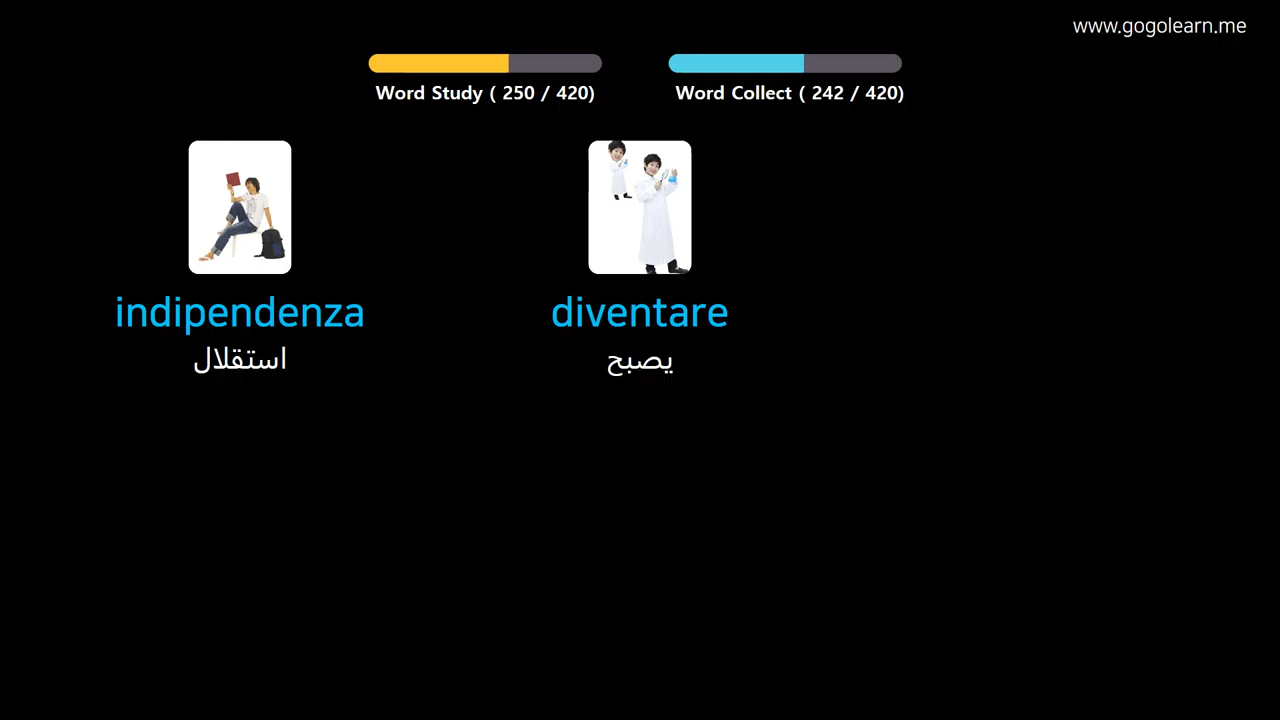 www.gogolearn.me
Word Study ( 250 / 420)
Word Collect ( 242 / 420)
indipendenza
استقلال
diventare
يصبح